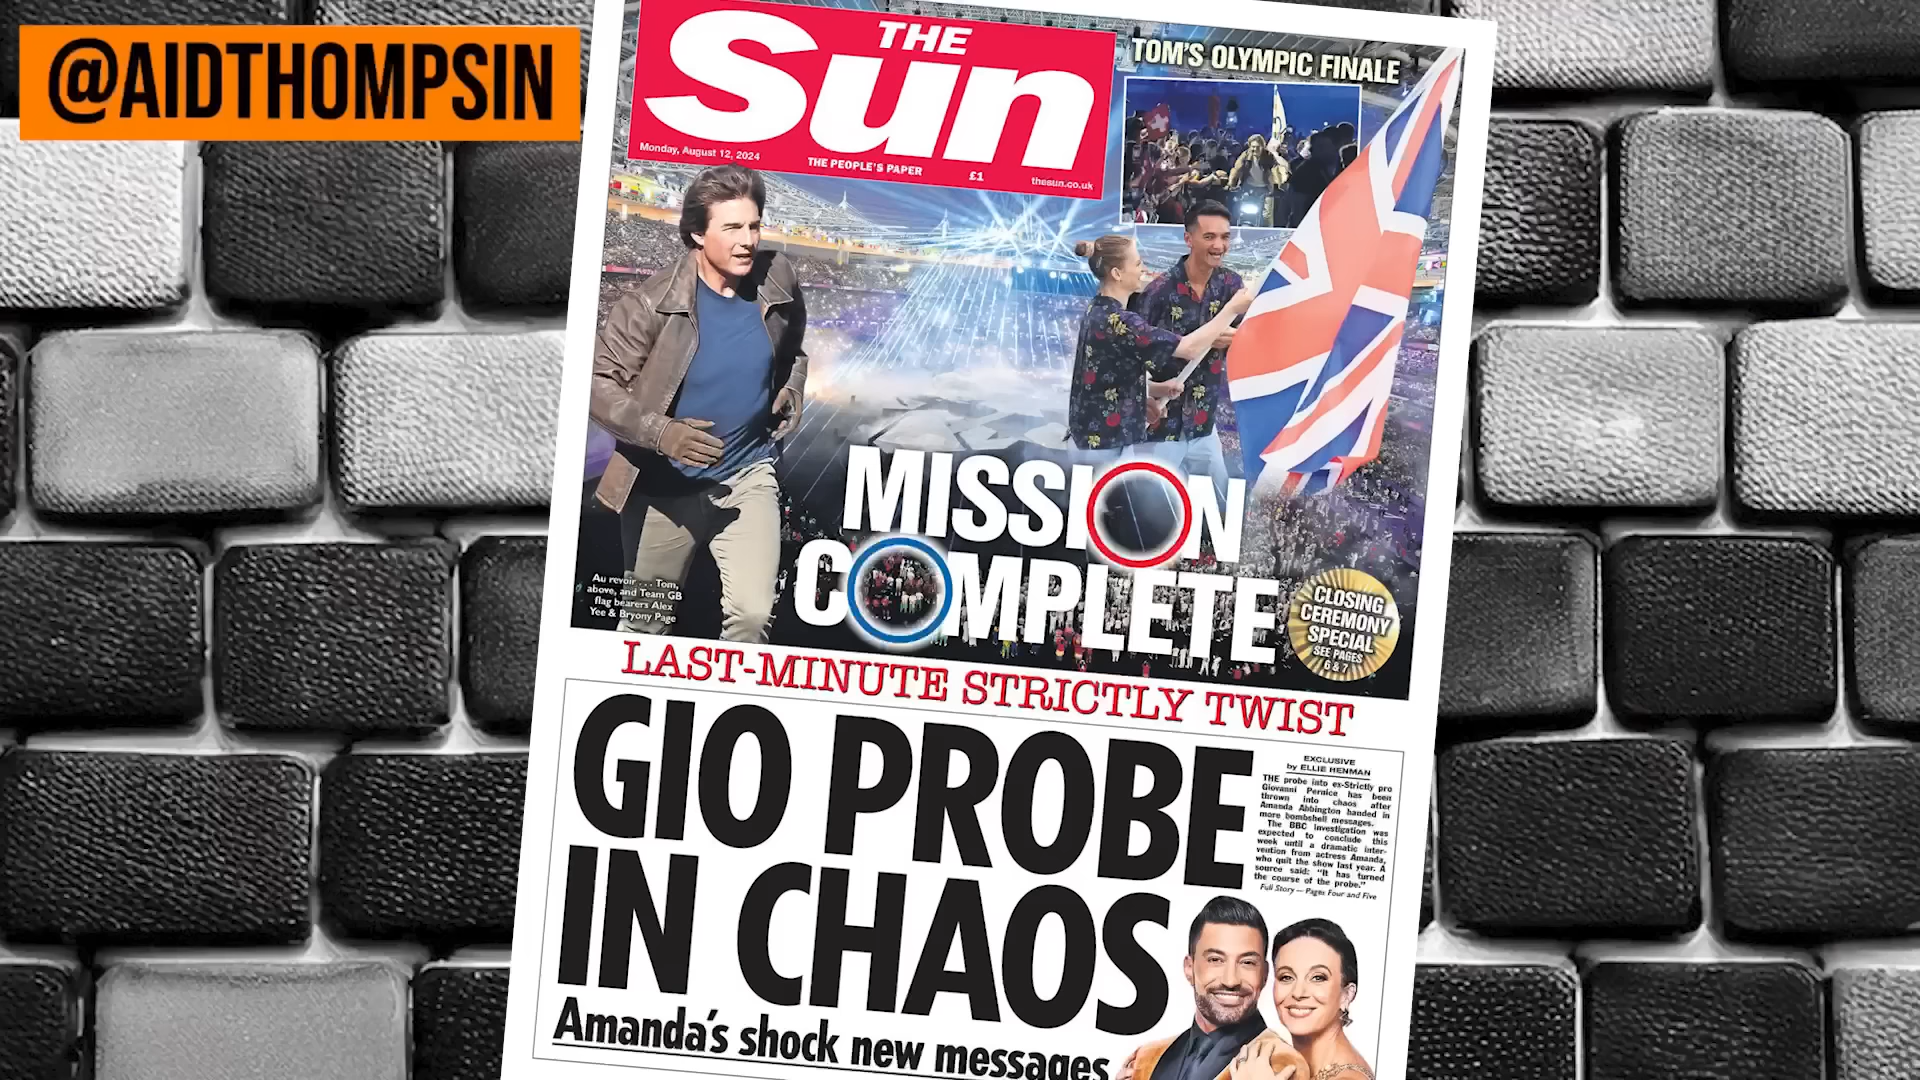 @AIDTHOMPSIN
THE
Sun
Monday, August 12, 2024
THE PEOPLE'S PAPER
£1
thesun.co.uk
TOM'S OLYMPIC FINALE
MISSION
COMPLETE
Au revoir . . . Tom,
above, and Team GB
flag bearers Alex
Yee & Bryony Page
CLOSING
CEREMONY
SPECIAL
SEE PAGES
6 & 7
LAST-MINUTE STRICTLY TWIST
GIO PROBE
IN CHAOS
Amanda's shock new messages
EXCLUSIVE
by ELLIE HENMAN
THE probe into ex-Strictly pro
Giovanni Pernice has been
thrown into chaos after
Amanda Abbington handed in
more bombshell messages.
The BBC investigation was
expected to conclude this
week until a dramatic inter-
vention from actress Amanda,
who quit the show last year. A
source said: "It has turned
the course of the probe."
Full Story — Pages Four and Five